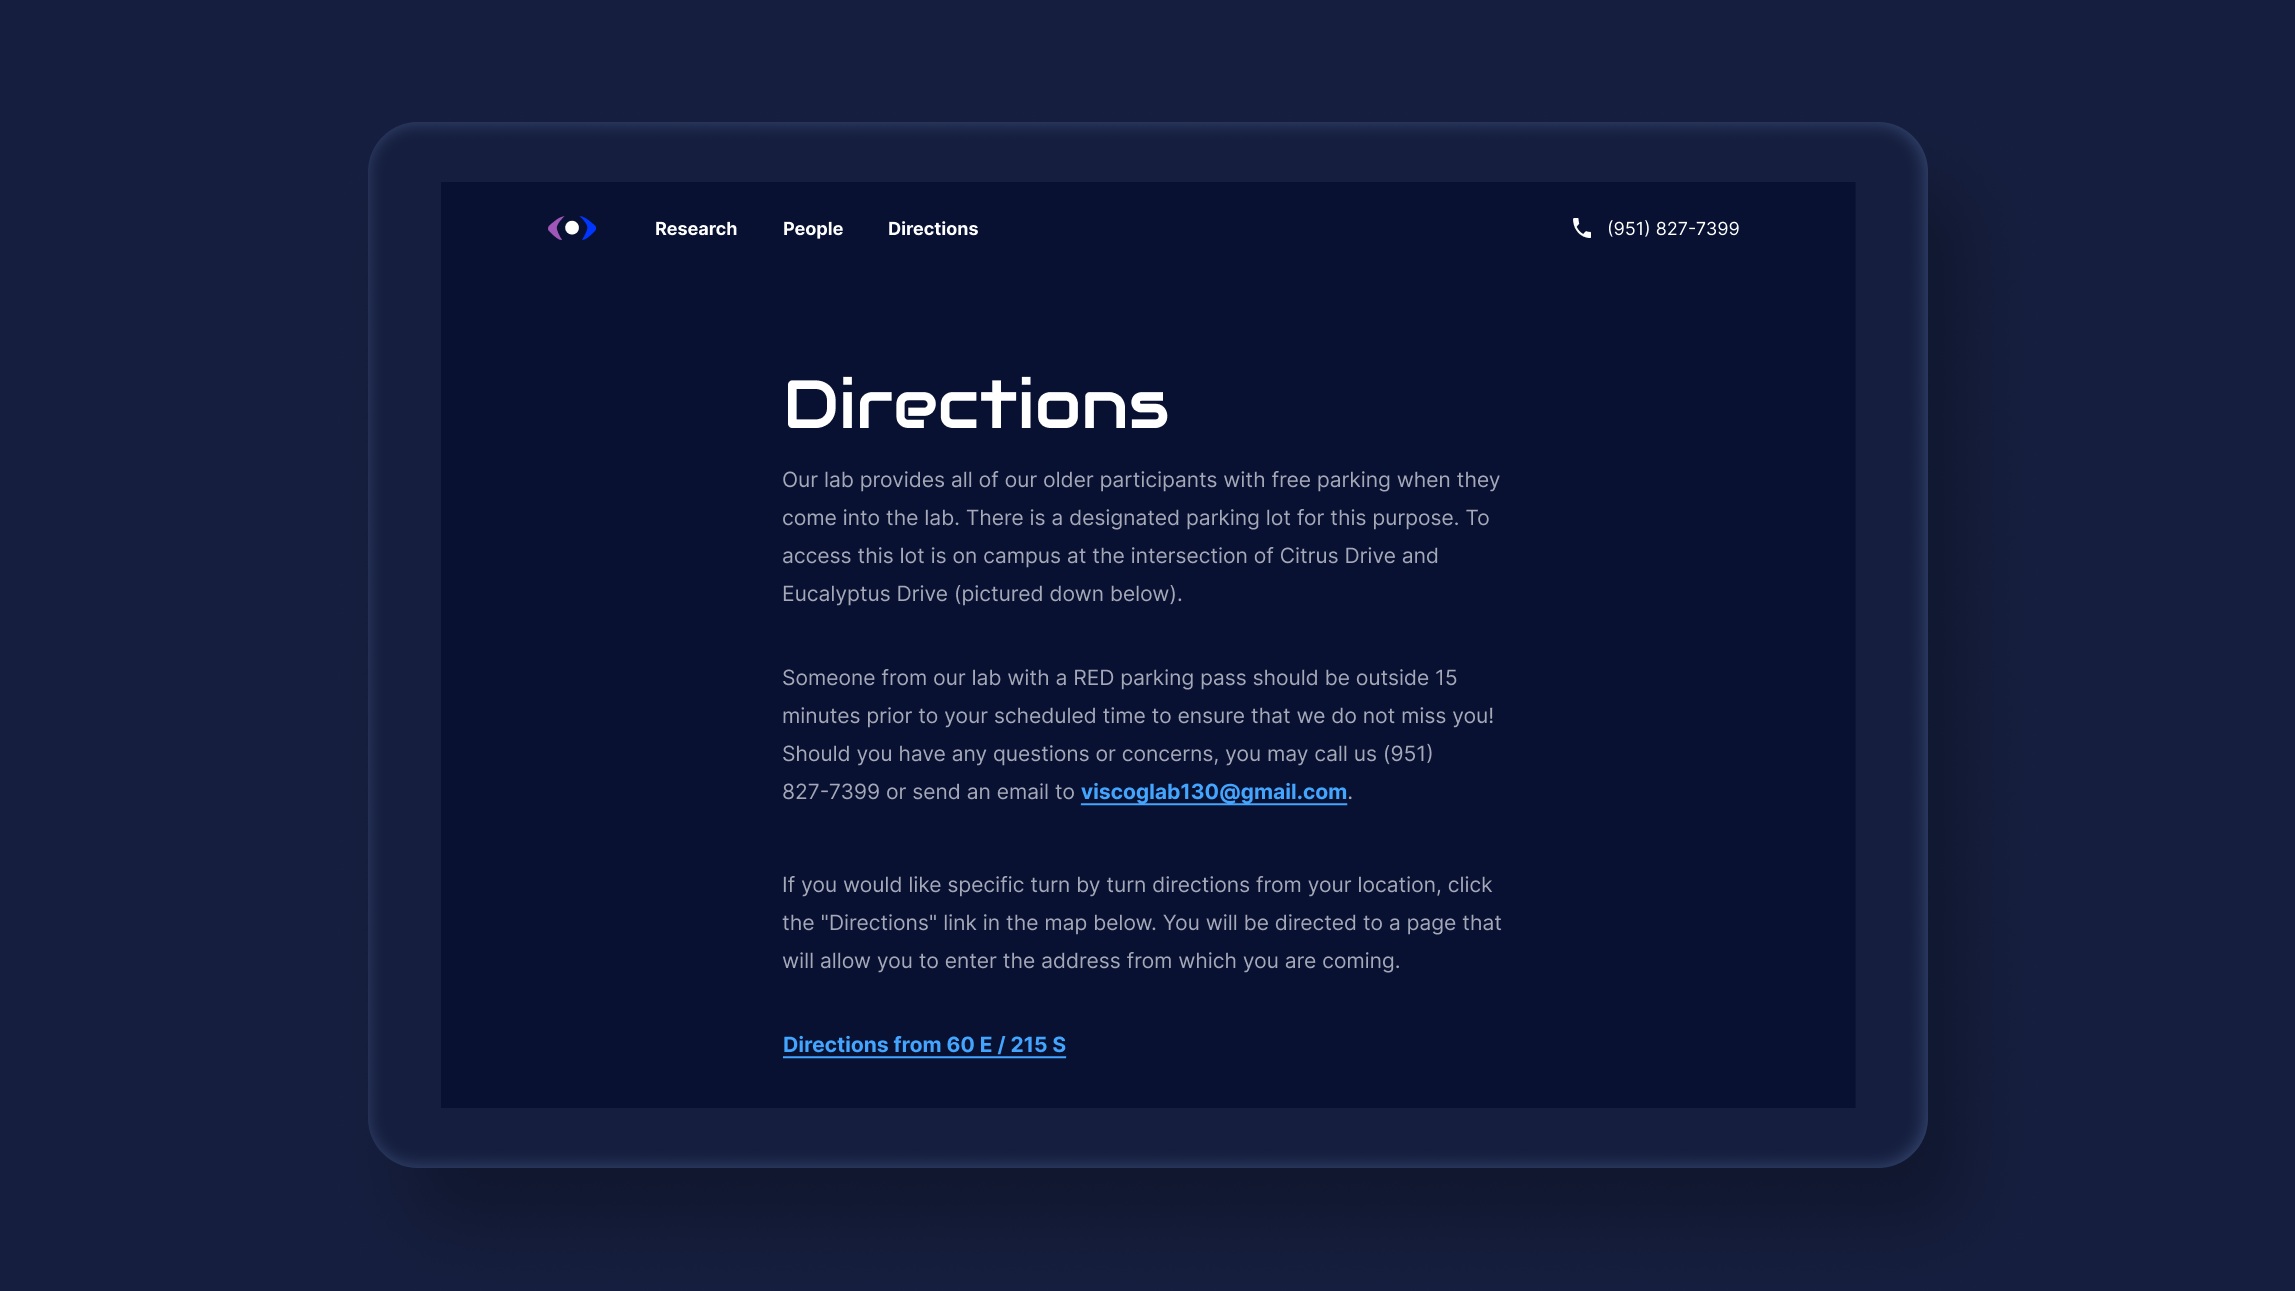 Research People Directions (951) 827-7399
Directions
Our lab provides all of our older participants with free parking when they
come into the lab. There is a designated parking lot for this purpose. To
access this lot is on campus at the intersection of Citrus Drive and
Eucalyptus Drive (pictured down below).
Someone from our lab with a RED parking pass should be outside 15
minutes prior to your scheduled time to ensure that we do not miss you!
Should you have any questions or concerns, you may call us (951)
827-7399 or send an email to viscoglab130@gmail.com.
If you would like specific turn by turn directions from your location, click
the "Directions" link in the map below. You will be directed to a page that
will allow you to enter the address from which you are coming.
Directions from 60 E / 215 S